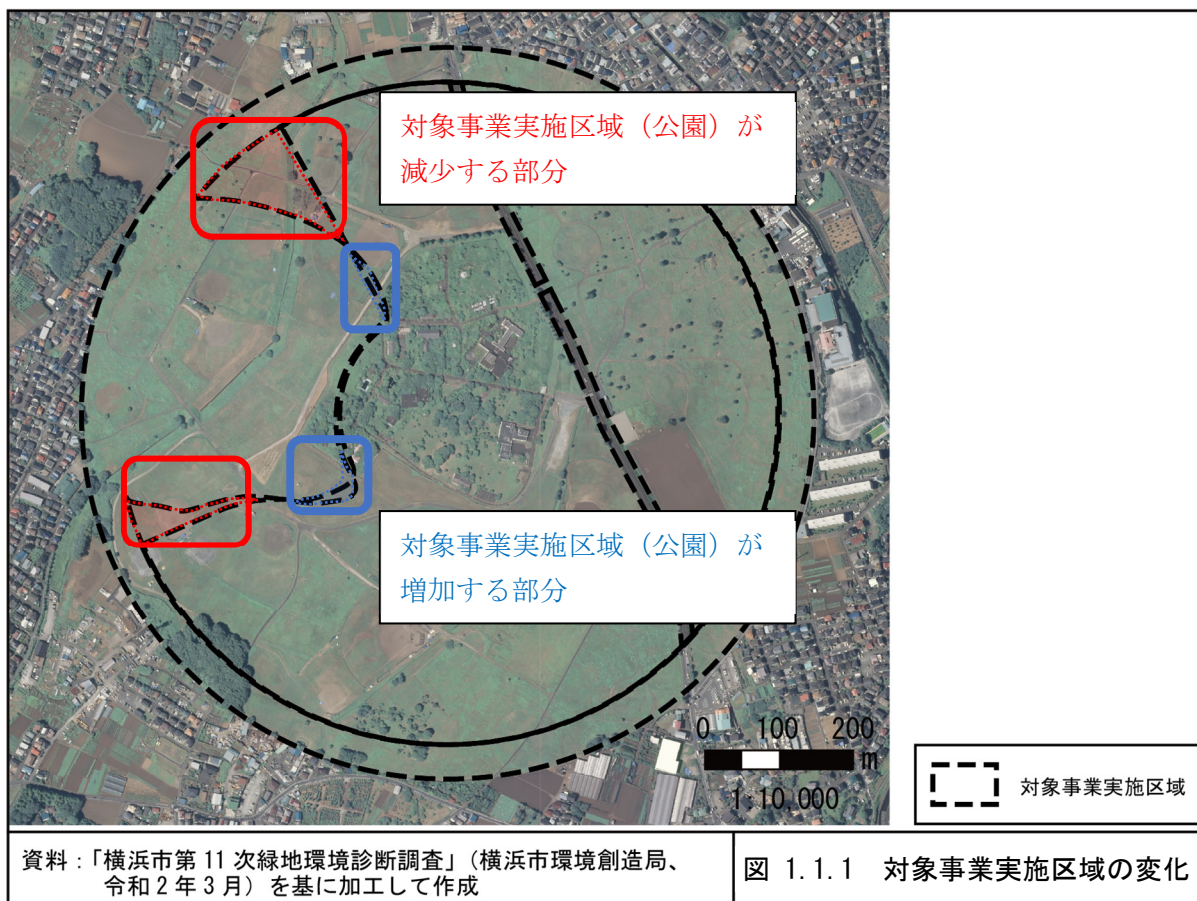 対象事業実施区域（公園）が
減少する部分
対象事業実施区域（公園）が
増加する部分
0 100 200
m
1:10,000
対象事業実施区域
資料：「横浜市第 11 次緑地環境診断調査」（横浜市環境創造局、
令和 2 年 3 月）を基に加工して作成
図 1.1.1 対象事業実施区域の変化